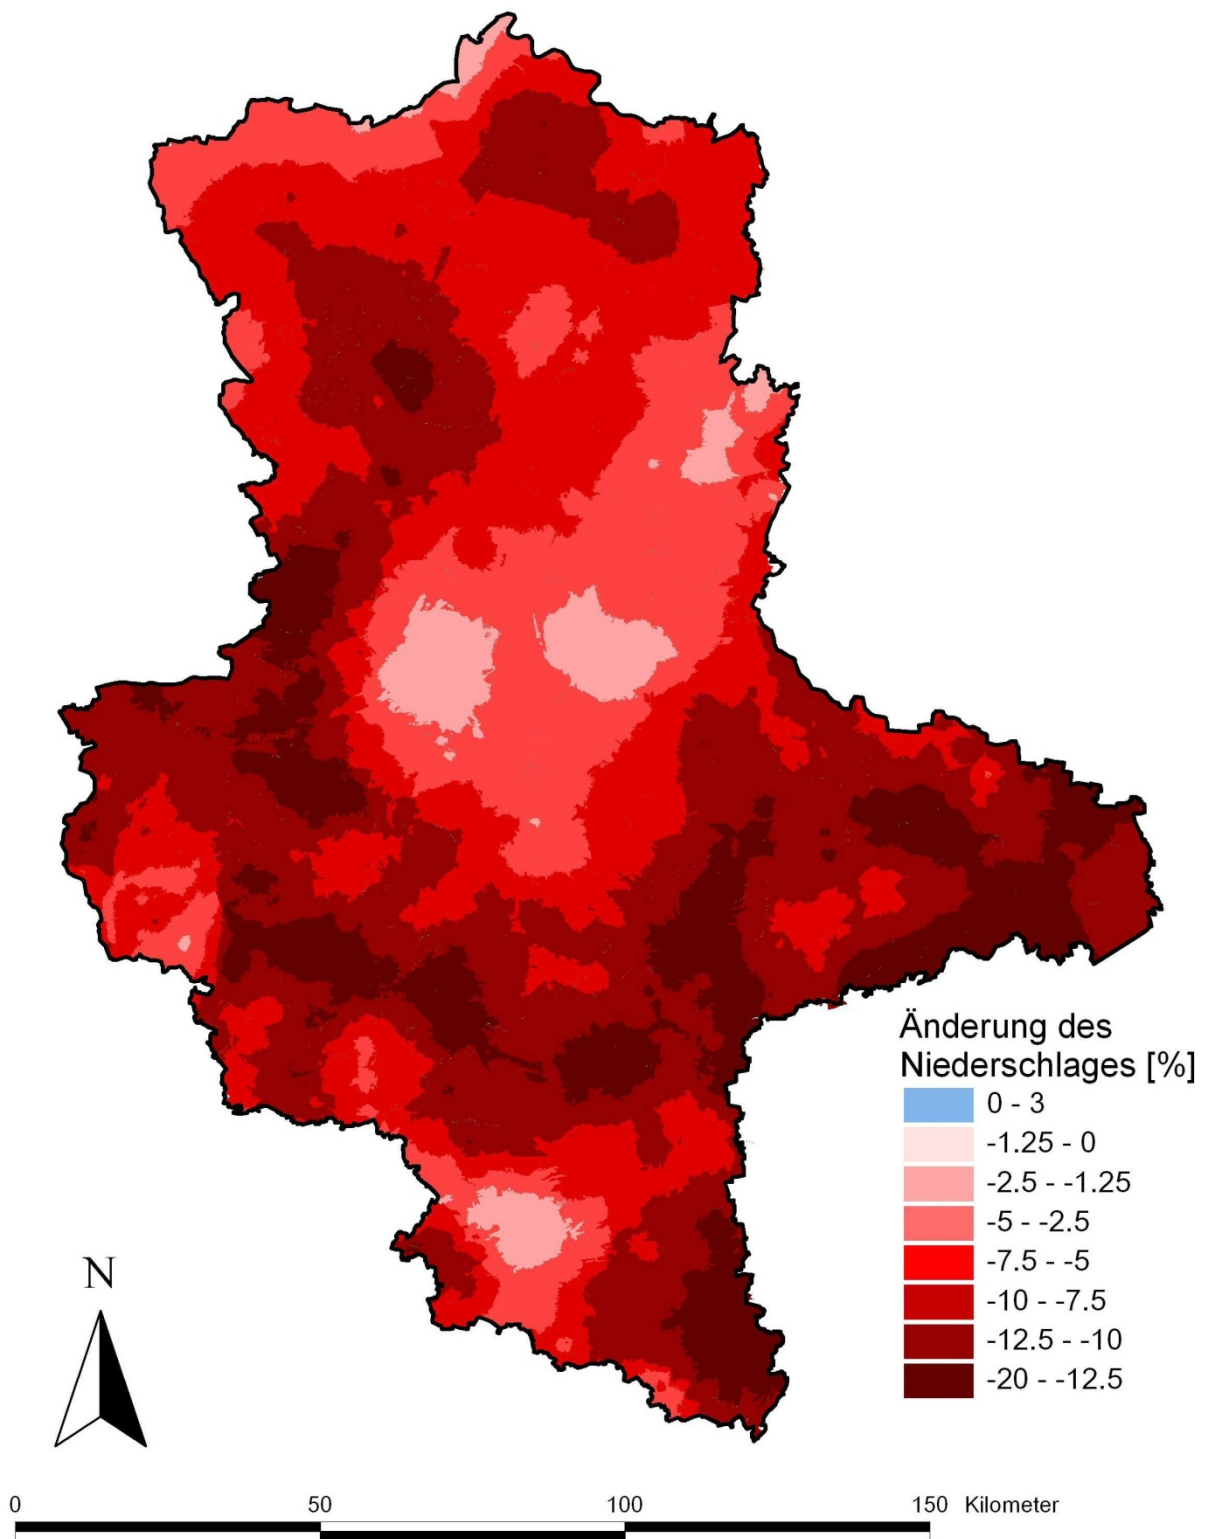 Änderung des
Niederschlages [%]
0 - 3
-1.25 - 0
-2.5 - -1.25
-5 - -2.5
-7.5 - -5
-10 - -7.5
-12.5 - -10
-20 - -12.5
N
0 50 100 150 Kilometer